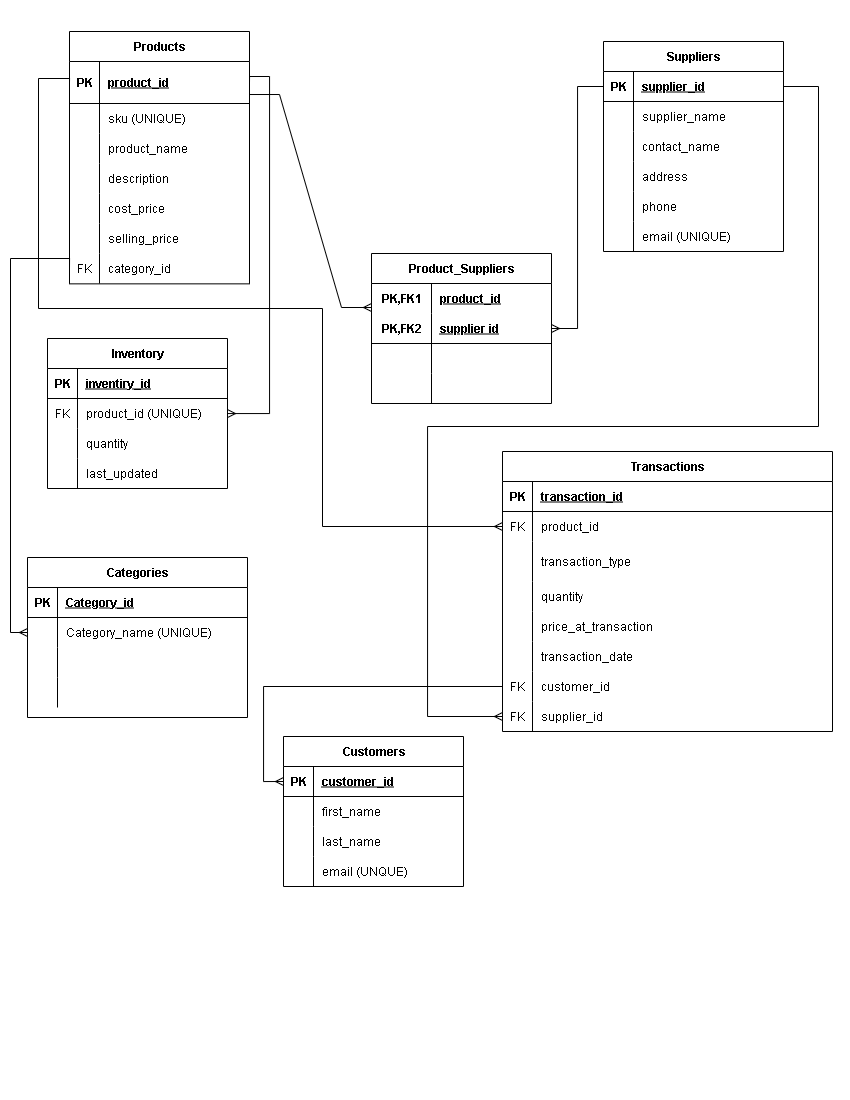 Products
PK product_id
sku (UNIQUE)
product_name
description
cost_price
selling_price
FK category_id
Suppliers
PK supplier_id
supplier_name
contact_name
address
phone
email (UNIQUE)
Product_Suppliers
PK,FK1 product_id
PK,FK2 supplier id
Inventory
PK inventiry_id
FK product_id (UNIQUE)
quantity
last_updated
Transactions
PK transaction_id
FK product_id
transaction_type
quantity
price_at_transaction
transaction_date
FK customer_id
FK supplier_id
Categories
PK Category_id
Category_name (UNIQUE)
Customers
PK customer_id
first_name
last_name
email (UNQUE)